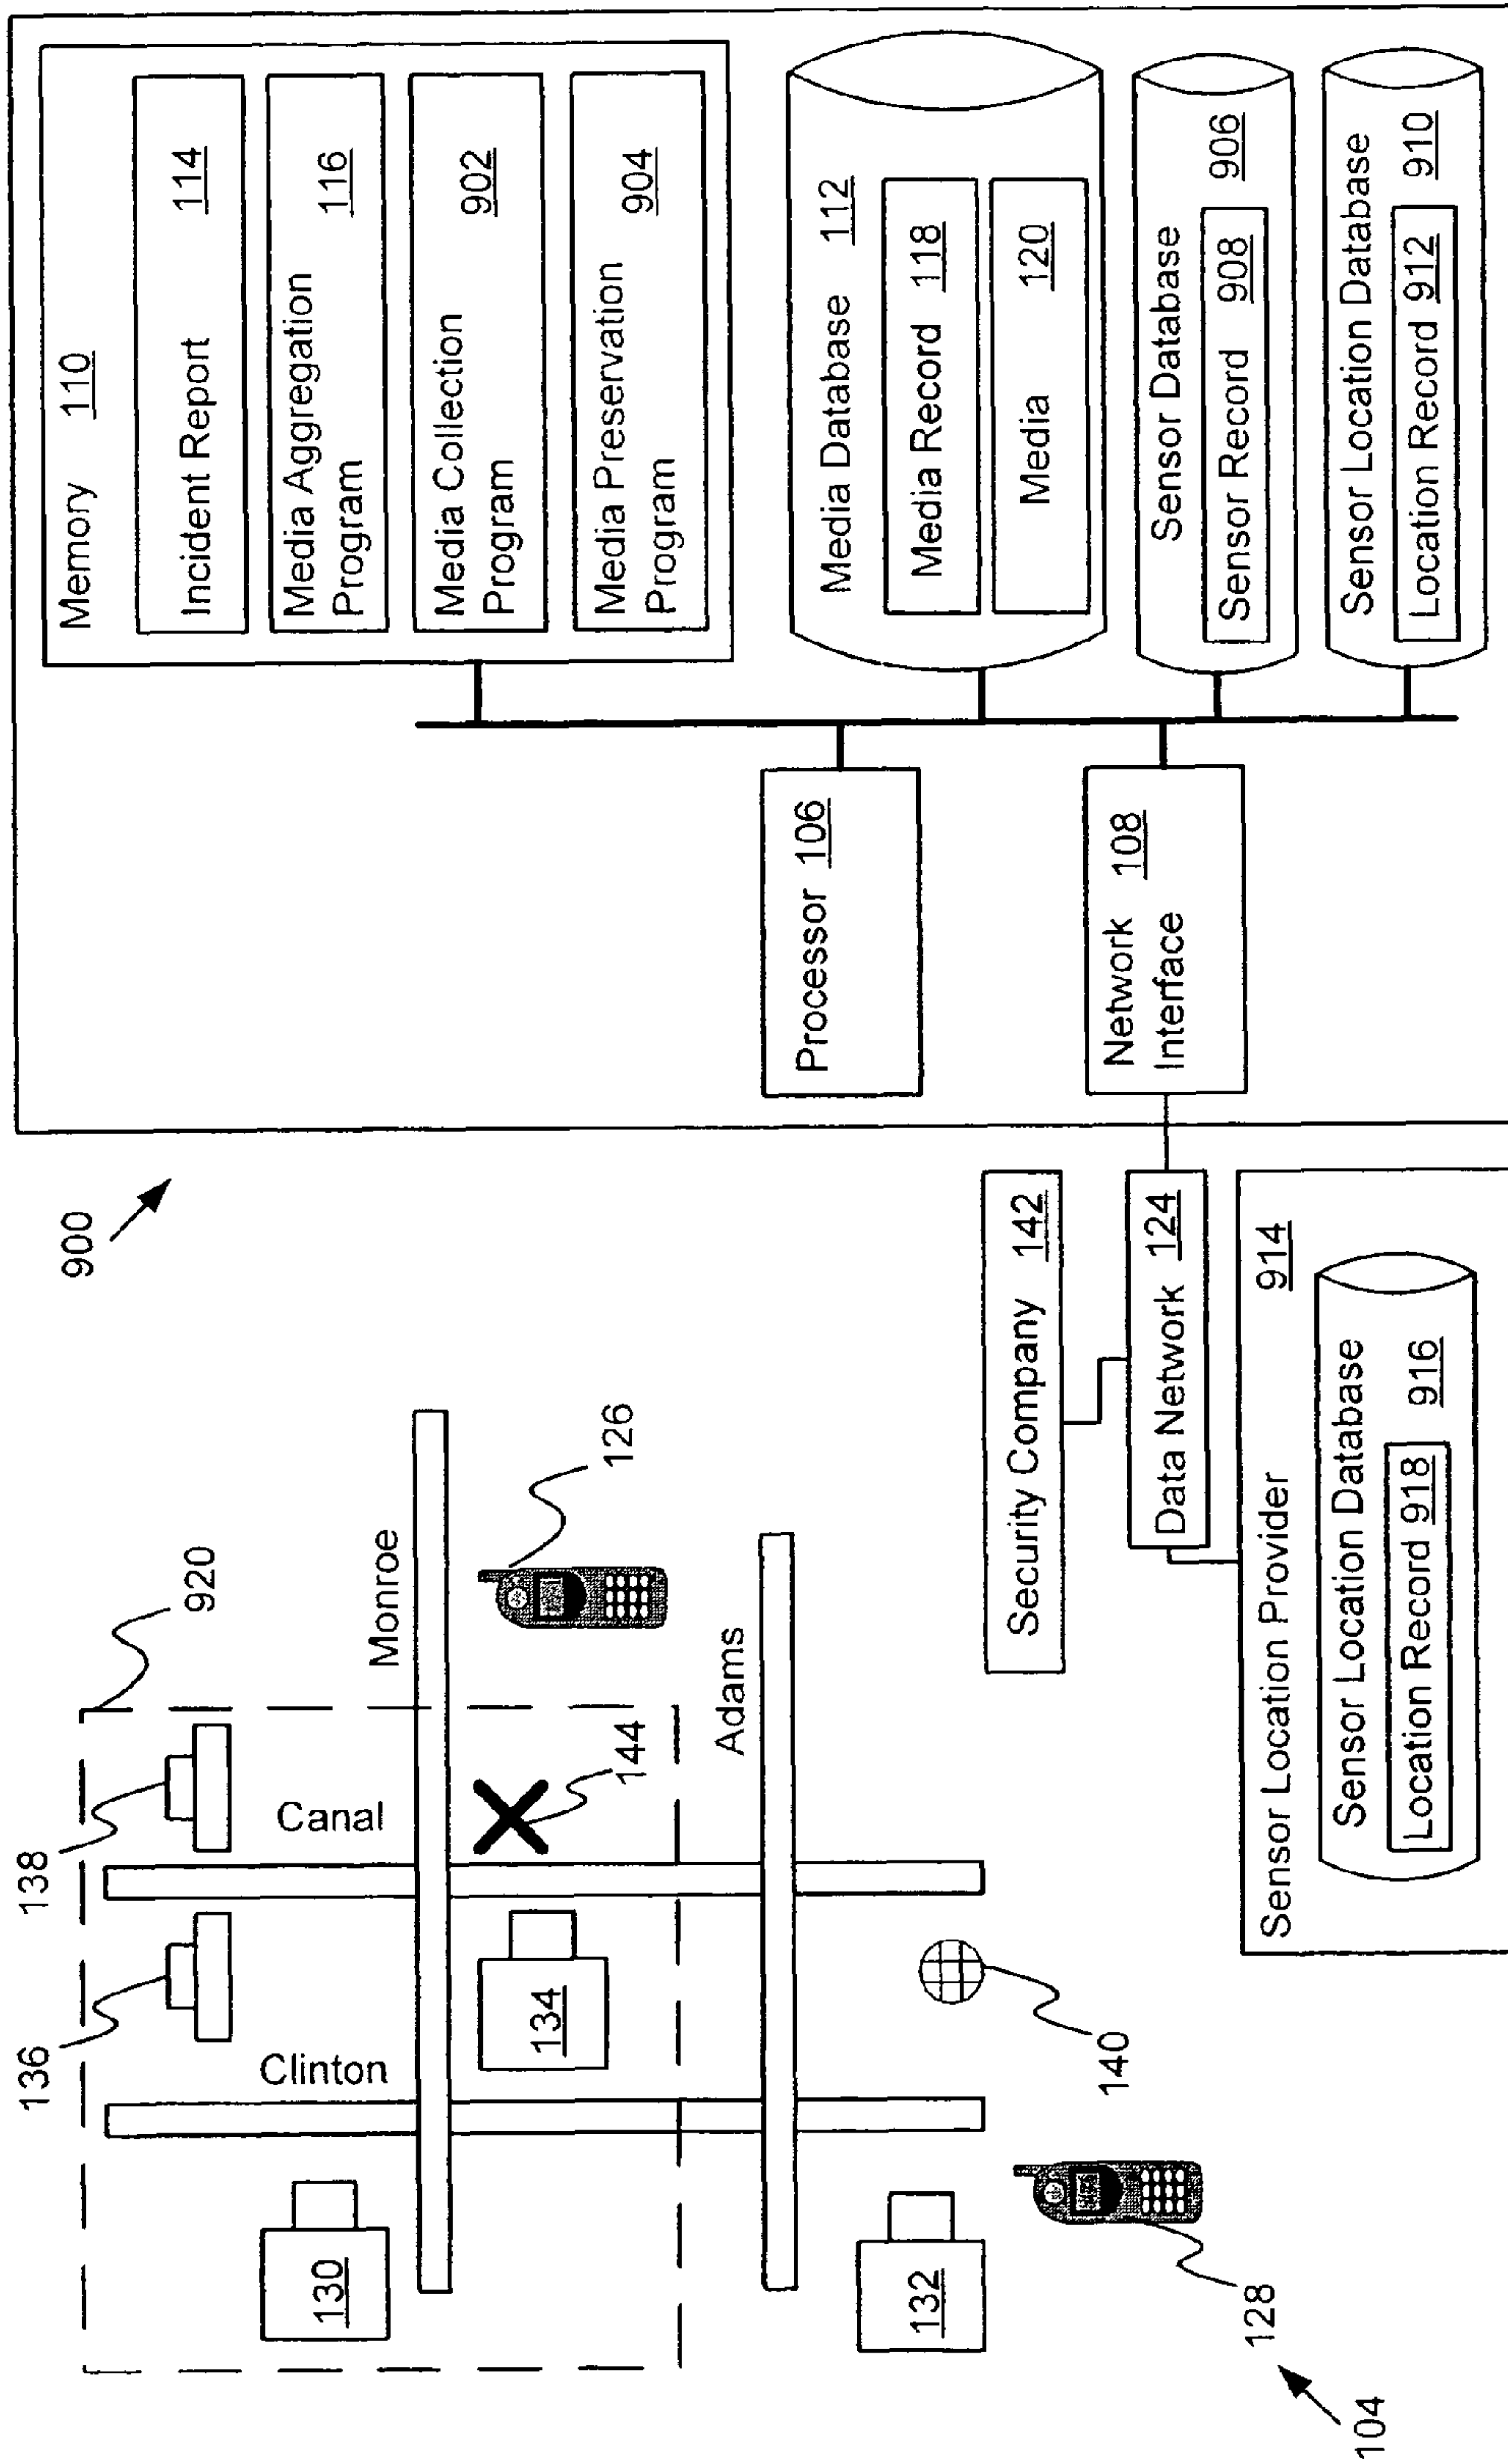 900
Memory 110
Incident Report 114
Media Aggregation
Program 116
Media Collection
Program 902
Media Preservation
Program 904
Media Database 112
Media Record 118
Media 120
Sensor Database 906
Sensor Record 908
Sensor Location Database 910
Location Record 912
Processor 106
Network 108
Interface
Security Company 142
Data Network 124
Sensor Location Provider 914
Sensor Location Database
916
Location Record 918
920
138
136
Canal
Clinton
Monroe
Adams
126
144
130
134
132
140
128
104